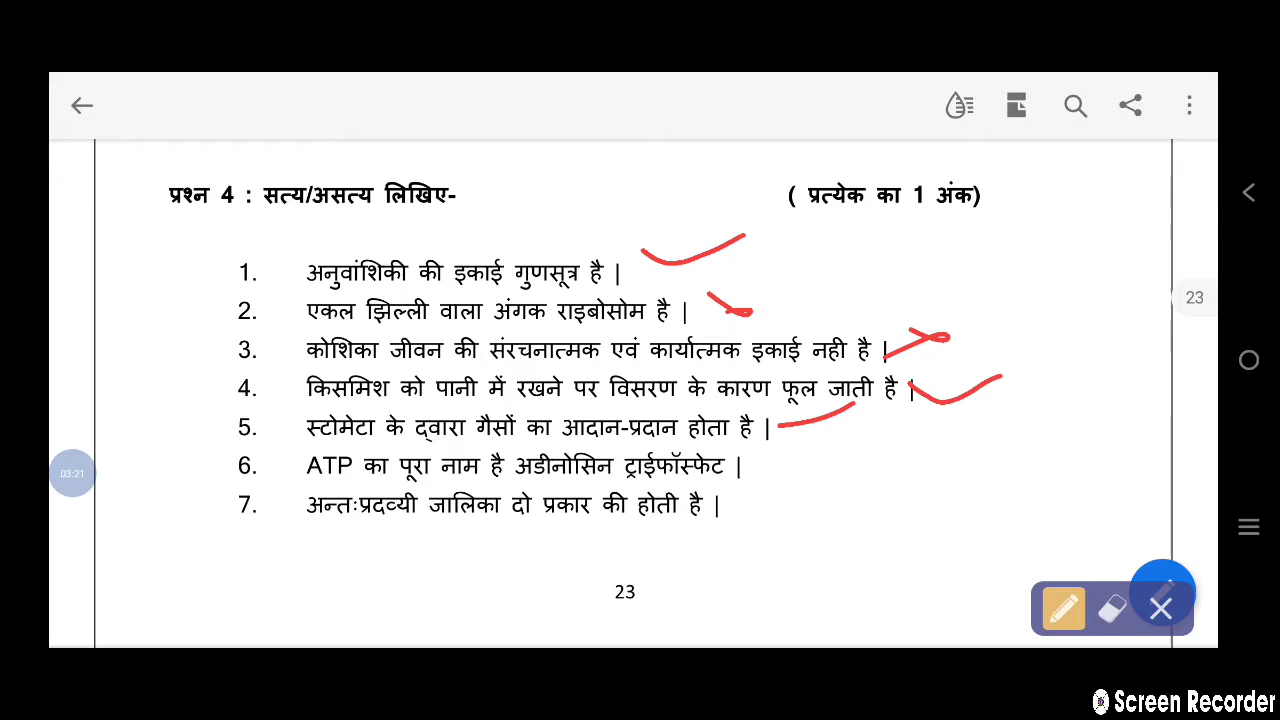 प्रश्न 4 : सत्य/असत्य लिखिए- ( प्रत्येक का 1 अंक)
1. अनुवांशिकी की इकाई गुणसूत्र है |
2. एकल झिल्ली वाला अंगक राइबोसोम है |
23
3. कोशिका जीवन की संरचनात्मक एवं कार्यात्मक इकाई नही है |
4. किसमिश को पानी में रखने पर विसरण के कारण फूल जाती है |
5. स्टोमेटा के द्वारा गैसों का आदान-प्रदान होता है |
6. ATP का पूरा नाम है अडीनोसिन ट्राईफॉस्फेट |
03:21
7. अन्तःप्रदव्यी जालिका दो प्रकार की होती है |
23
Screen Recorder